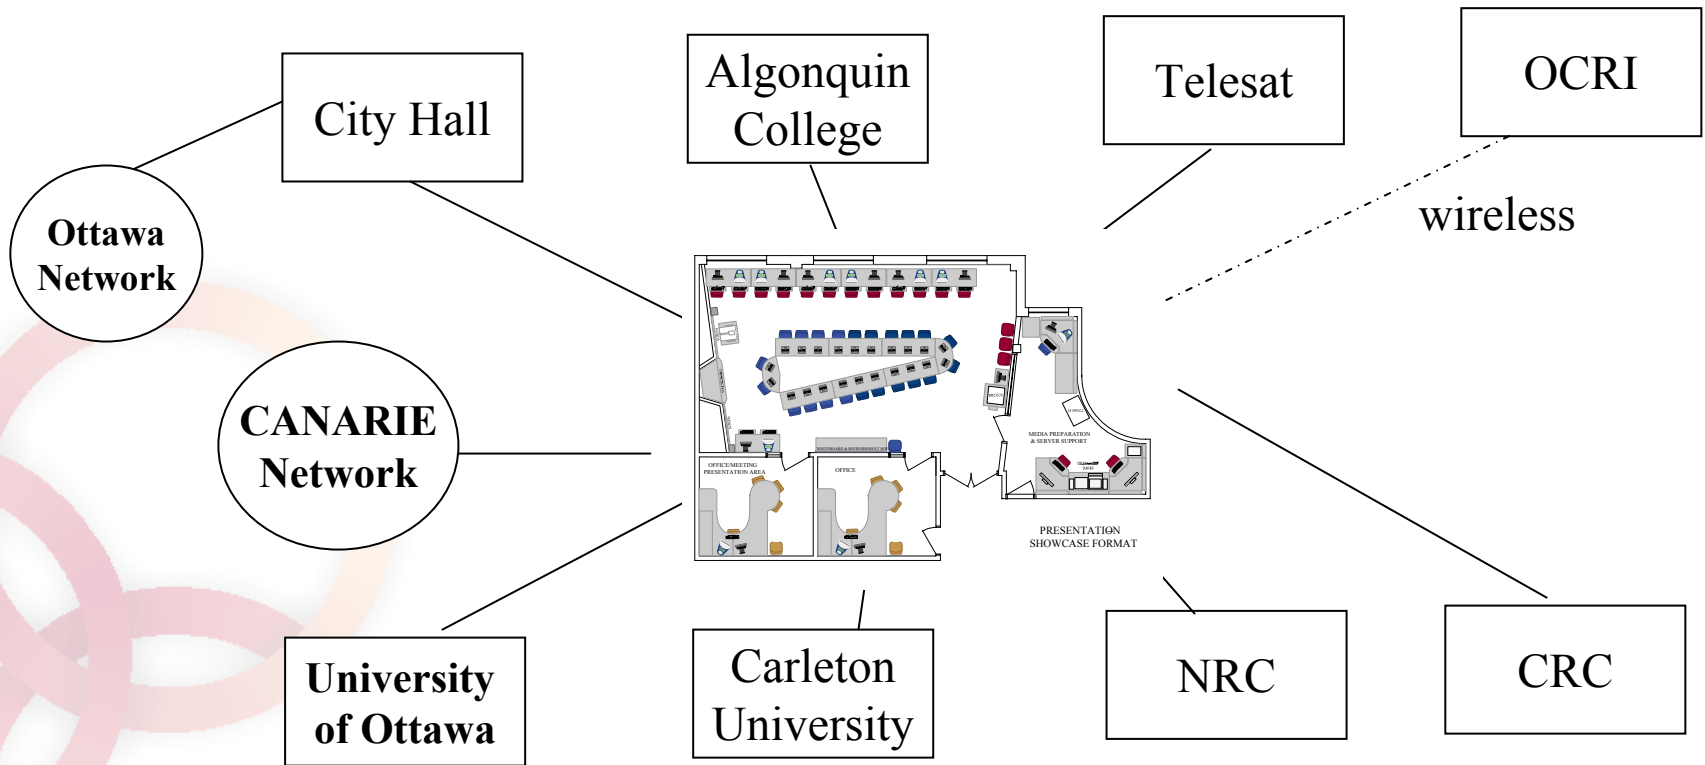 City Hall
Algonquin
College
Telesat
OCRI
wireless
Ottawa
Network
CANARIE
Network
MEDIA PREPARATION
& SERVER SUPPORT
OFFICE/MEETING
PRESENTATION AREA
OFFICE
PRESENTATION
SHOWCASE FORMAT
University
of Ottawa
Carleton
University
NRC
CRC